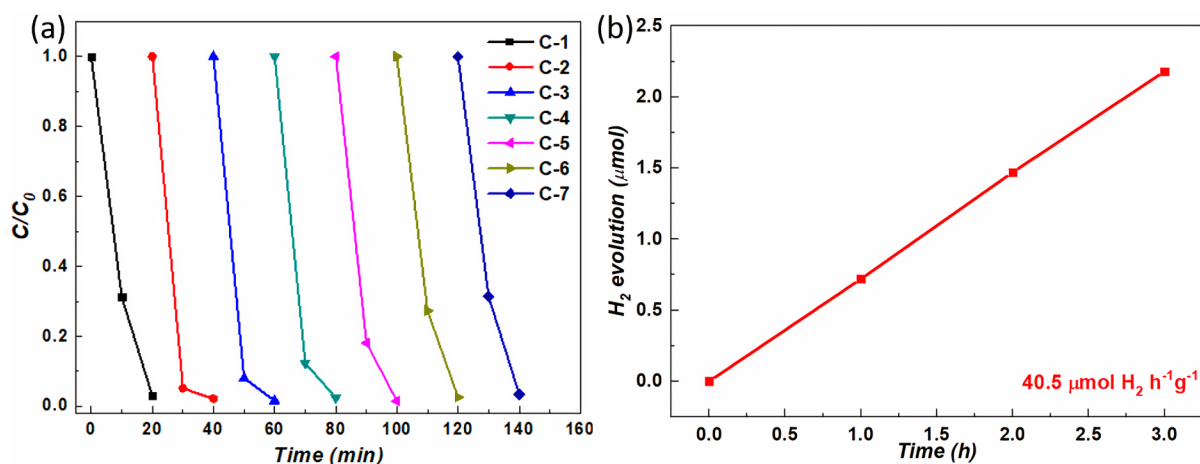 (a)
C/C0
1.0
0.8
0.6
0.4
0.2
0.0
C-1
C-2
C-3
C-4
C-5
C-6
C-7
0 20 40 60 80 100 120 140 160
Time (min)
(b)
H2 evolution (μmol)
2.5
2.0
1.5
1.0
0.5
0.0
40.5 μmol H2 h-1g-1
0.0 0.5 1.0 1.5 2.0 2.5 3.0
Time (h)